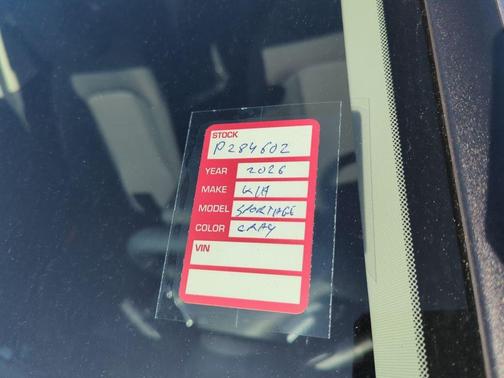 STOCK
P284602
YEAR 2026
MAKE KIA
MODEL SPORTAGE
COLOR GRAY
VIN